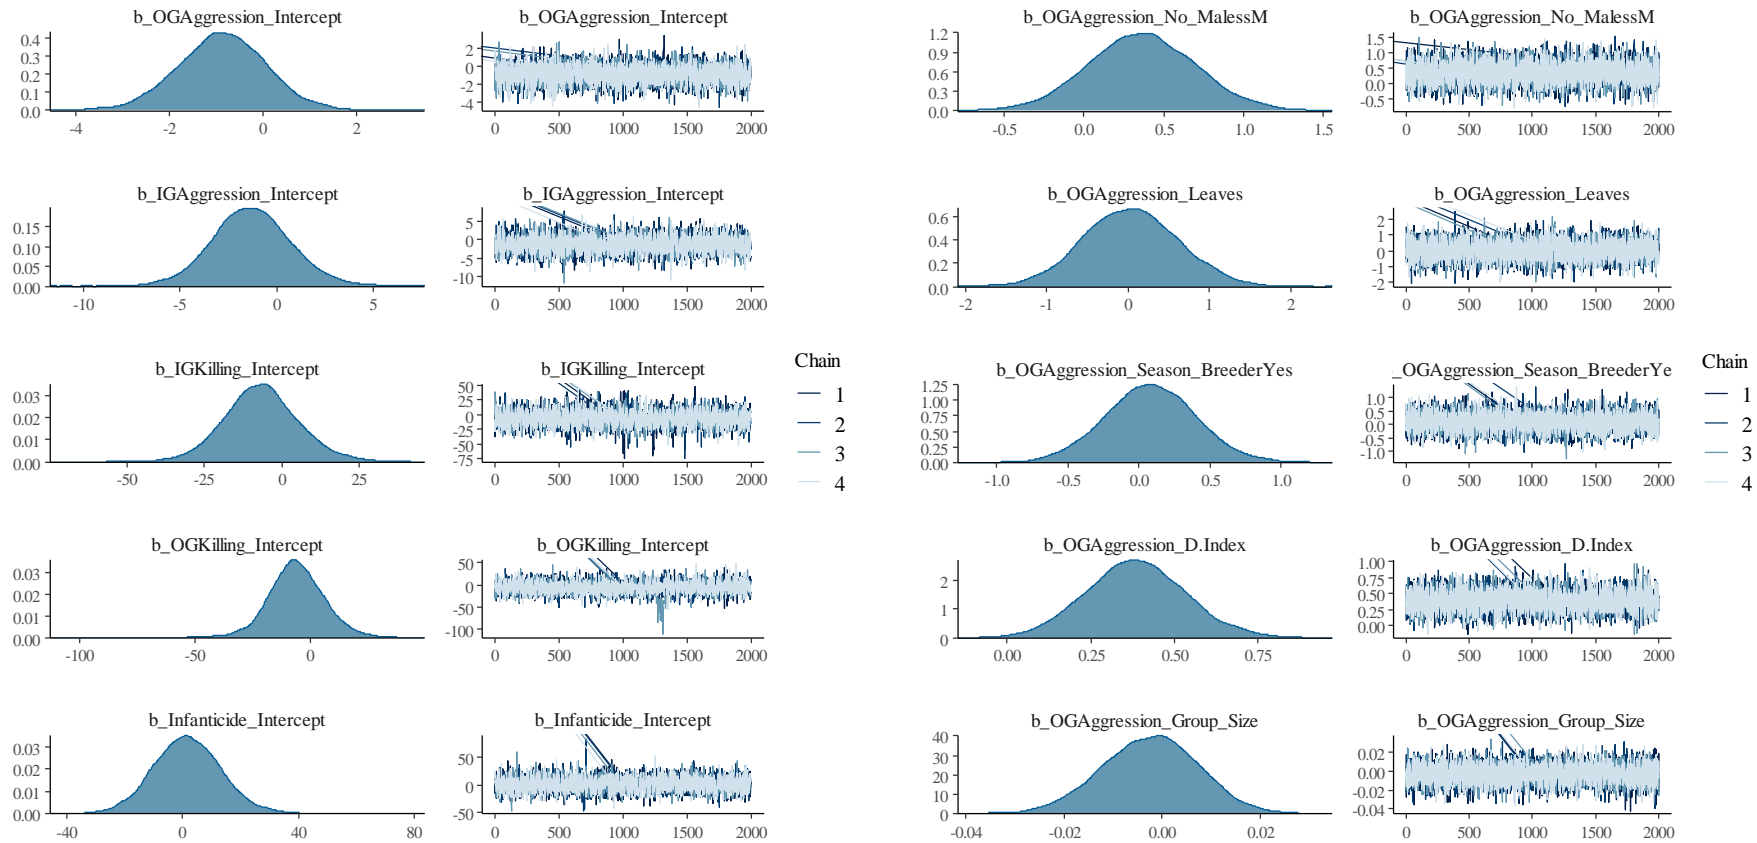 b_OGAggression_Intercept
0.4
0.3
0.2
0.1
0.0
-4 -2 0 2
b_OGAggression_Intercept
2
0
-2
-4
0 500 1000 1500 2000
b_IGAggression_Intercept
0.15
0.10
0.05
0.00
-10 -5 0 5
b_IGAggression_Intercept
5
0
-5
-10
0 500 1000 1500 2000
b_IGKilling_Intercept
0.03
0.02
0.01
0.00
-50 -25 0 25
b_IGKilling_Intercept
50
25
0
-25
-50
-75
0 500 1000 1500 2000
b_OGKilling_Intercept
0.03
0.02
0.01
0.00
-100 -50 0
b_OGKilling_Intercept
50
0
-50
-100
0 500 1000 1500 2000
b_Infanticide_Intercept
0.03
0.02
0.01
0.00
-40 0 40 80
b_Infanticide_Intercept
50
0
-50
0 500 1000 1500 2000
Chain
1
2
3
4
b_OGAggression_No_MalessM
1.2
0.9
0.6
0.3
0.0
-0.5 0.0 0.5 1.0 1.5
b_OGAggression_No_MalessM
1.5
1.0
0.5
0.0
-0.5
0 500 1000 1500 2000
b_OGAggression_Leaves
0.6
0.4
0.2
0.0
-2 -1 0 1 2
b_OGAggression_Leaves
2
1
0
-1
-2
0 500 1000 1500 2000
b_OGAggression_Season_BreederYes
1.25
1.00
0.75
0.50
0.25
0.00
-1.0 -0.5 0.0 0.5 1.0
_OGAggression_Season_BreederYe
1.0
0.5
0.0
-0.5
-1.0
0 500 1000 1500 2000
b_OGAggression_D.Index
2
1
0
0.00 0.25 0.50 0.75
b_OGAggression_D.Index
1.00
0.75
0.50
0.25
0.00
0 500 1000 1500 2000
b_OGAggression_Group_Size
40
30
20
10
0
-0.04 -0.02 0.00 0.02
b_OGAggression_Group_Size
0.02
0.00
-0.02
-0.04
0 500 1000 1500 2000
Chain
1
2
3
4